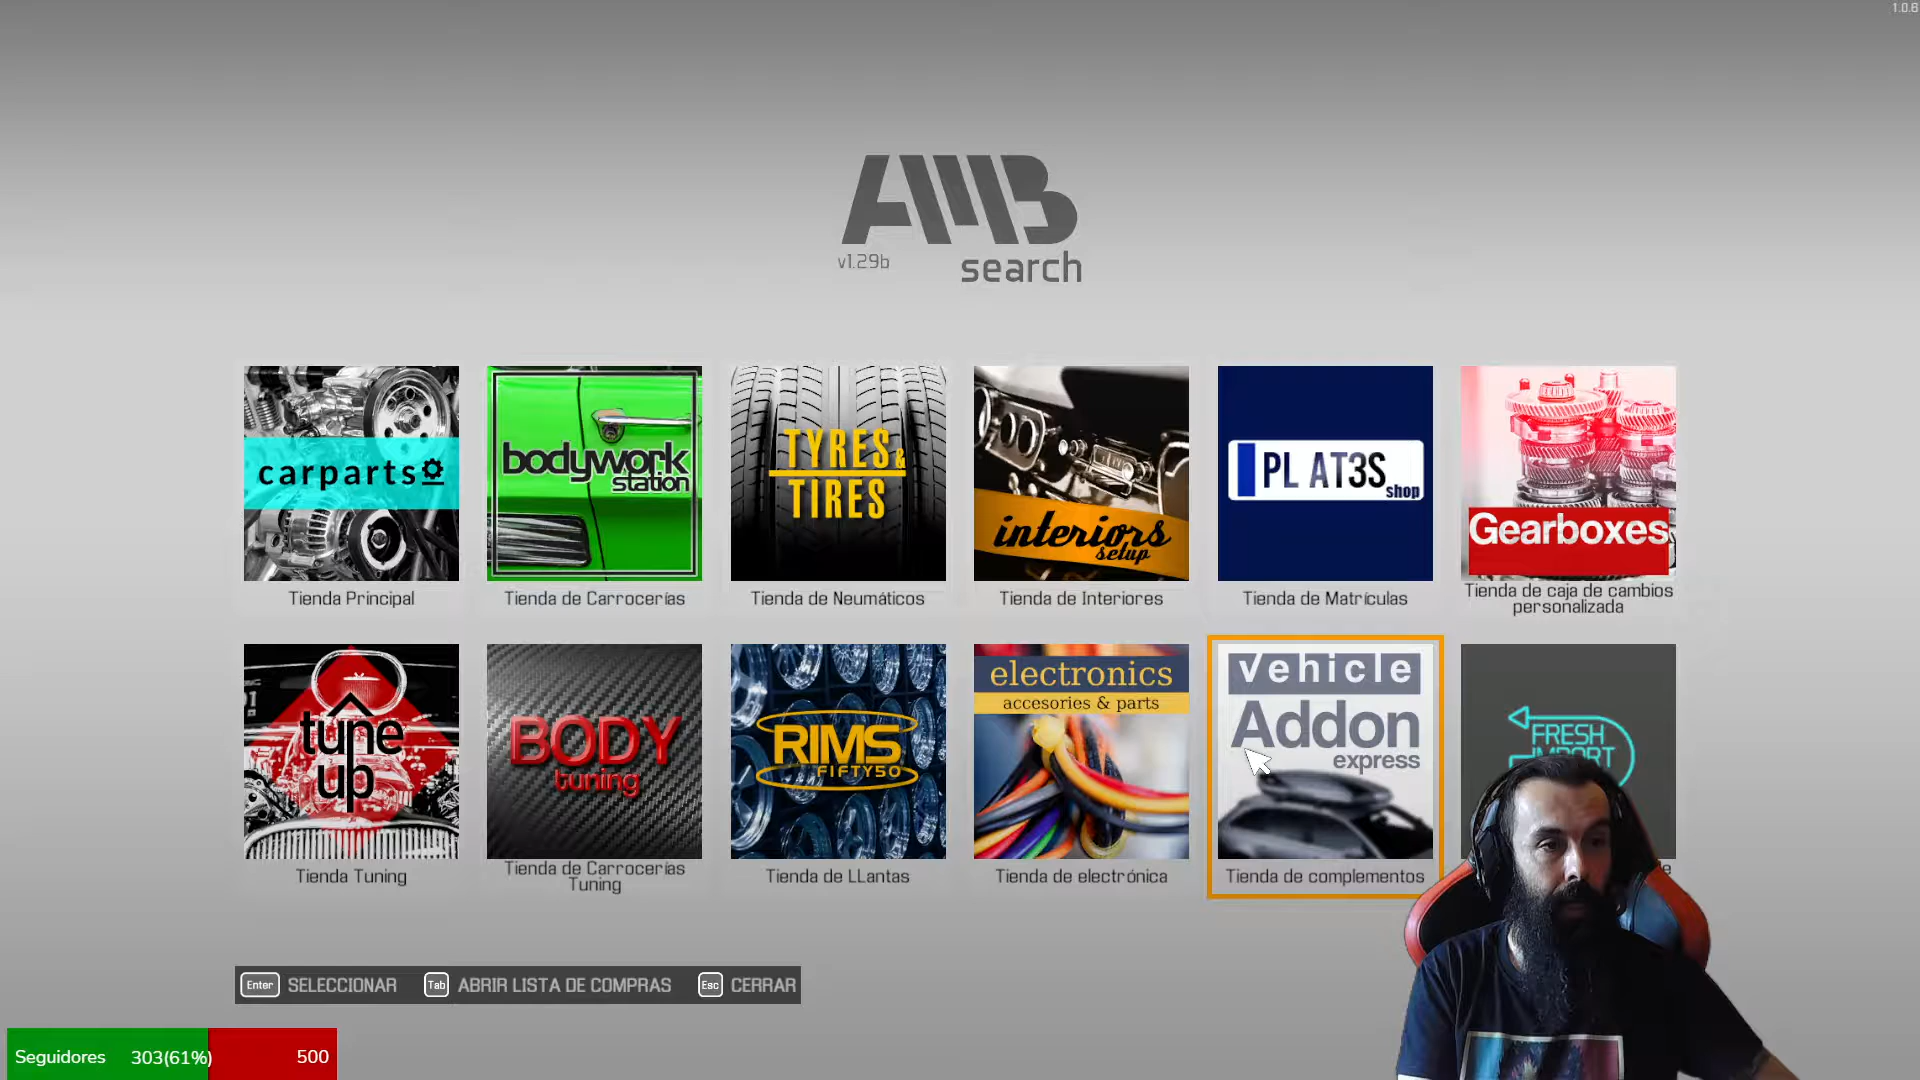 1.0.6
AMB
v1.29b
search
carparts
bodywork
station
TYRES &
TIRES
interiors
setup
PL AT3S
shop
Gearboxes
Tienda Principal
Tienda de Carrocerías
Tienda de Neumáticos
Tienda de Interiores
Tienda de Matrículas
Tienda de caja de cambios
personalizada
tune
up
BODY
tuning
RIMS
FIFTY50
electronics
accesories & parts
vehicle
Addon
express
FRESH
IMPORT
Tienda Tuning
Tienda de Carrocerías
Tuning
Tienda de LLantas
Tienda de electrónica
Tienda de complementos
Enter SELECCIONAR
Tab ABRIR LISTA DE COMPRAS
Esc CERRAR
Seguidores 303(61%) 500